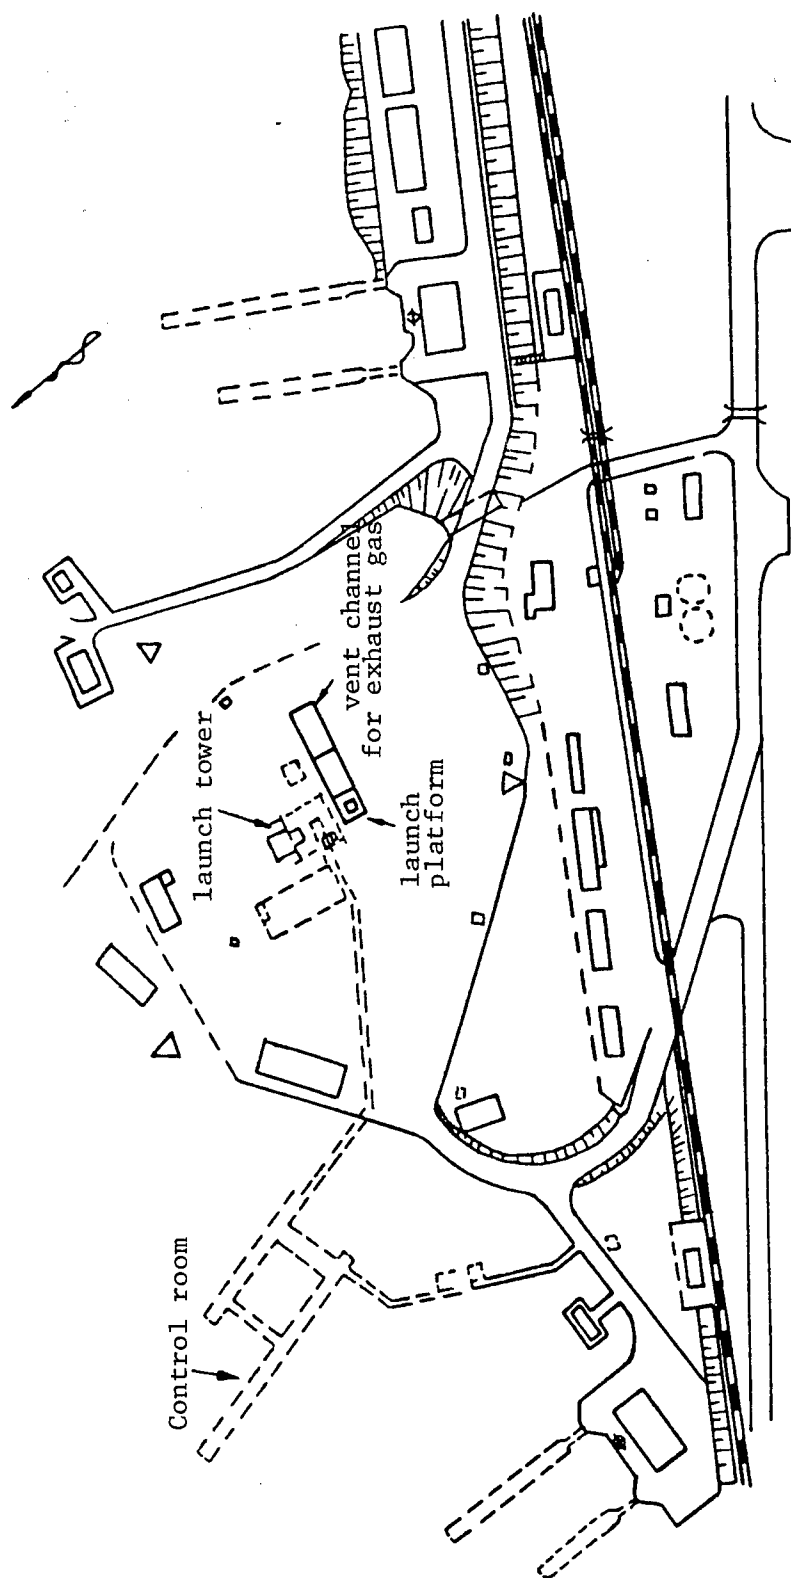 vent channel
for exhaust gas
launch tower
launch
platform
Control room